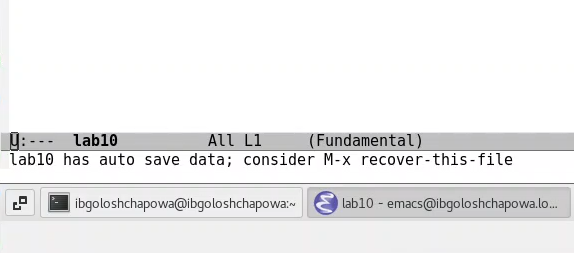 U:---  lab10          All L1     (Fundamental)
lab10 has auto save data; consider M-x recover-this-file
ibgoloshchapowa@ibgoloshchapowa:~
lab10 - emacs@ibgoloshchapowa.lo...